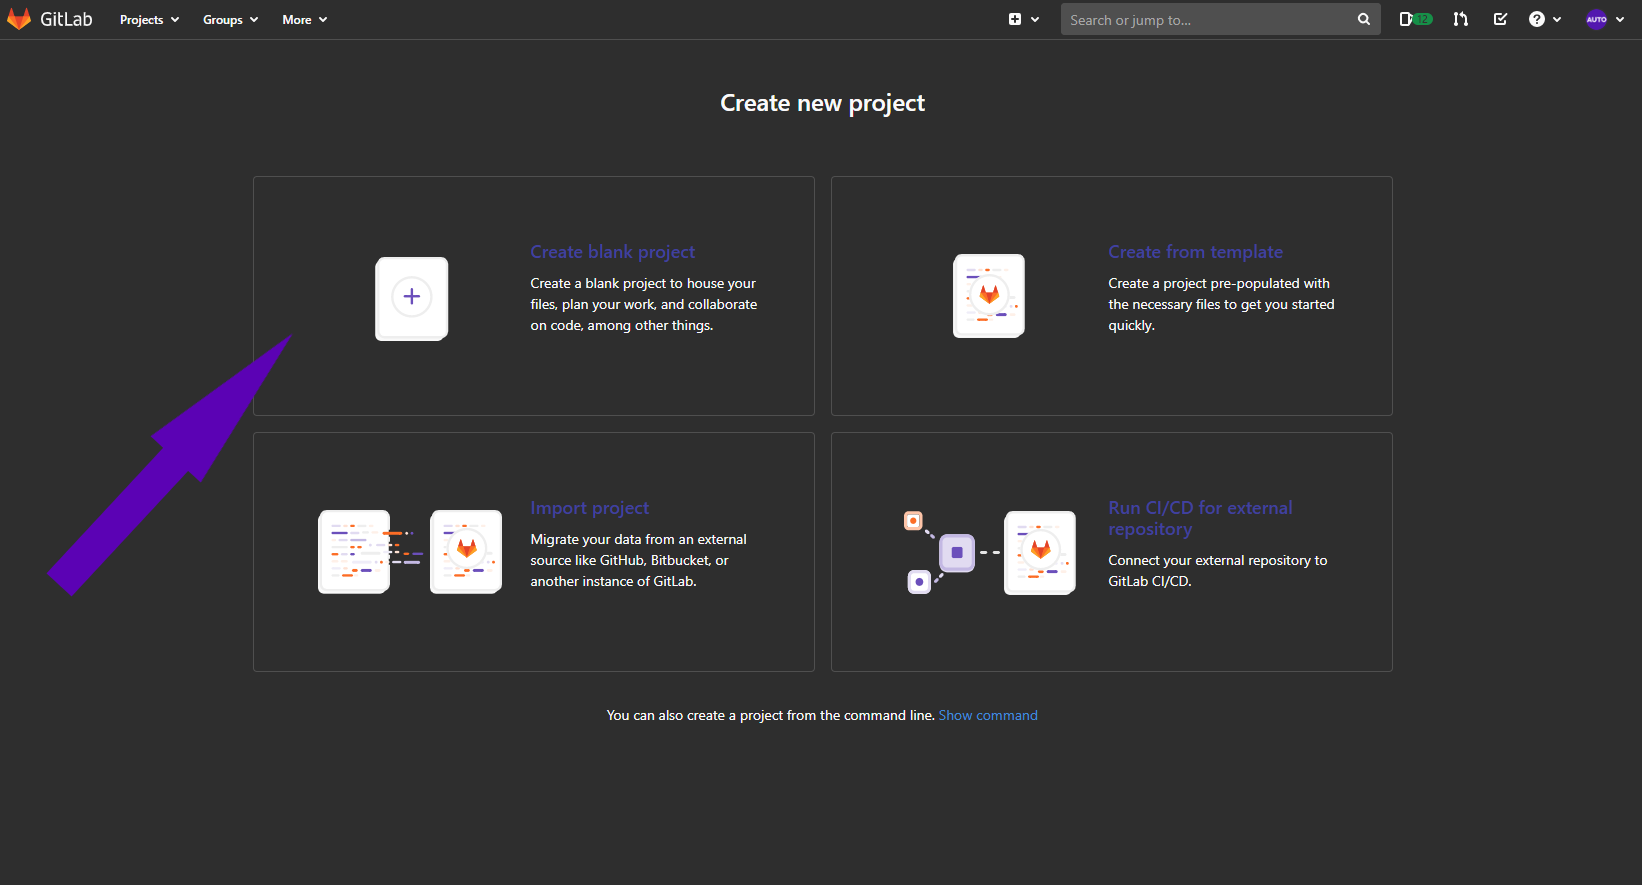 GitLab Projects Groups More Search or jump to... 12 AUTO
Create new project
Create blank project
Create a blank project to house your
files, plan your work, and collaborate
on code, among other things.
Create from template
Create a project pre-populated with
the necessary files to get you started
quickly.
Import project
Migrate your data from an external
source like GitHub, Bitbucket, or
another instance of GitLab.
Run CI/CD for external
repository
Connect your external repository to
GitLab CI/CD.
You can also create a project from the command line. Show command